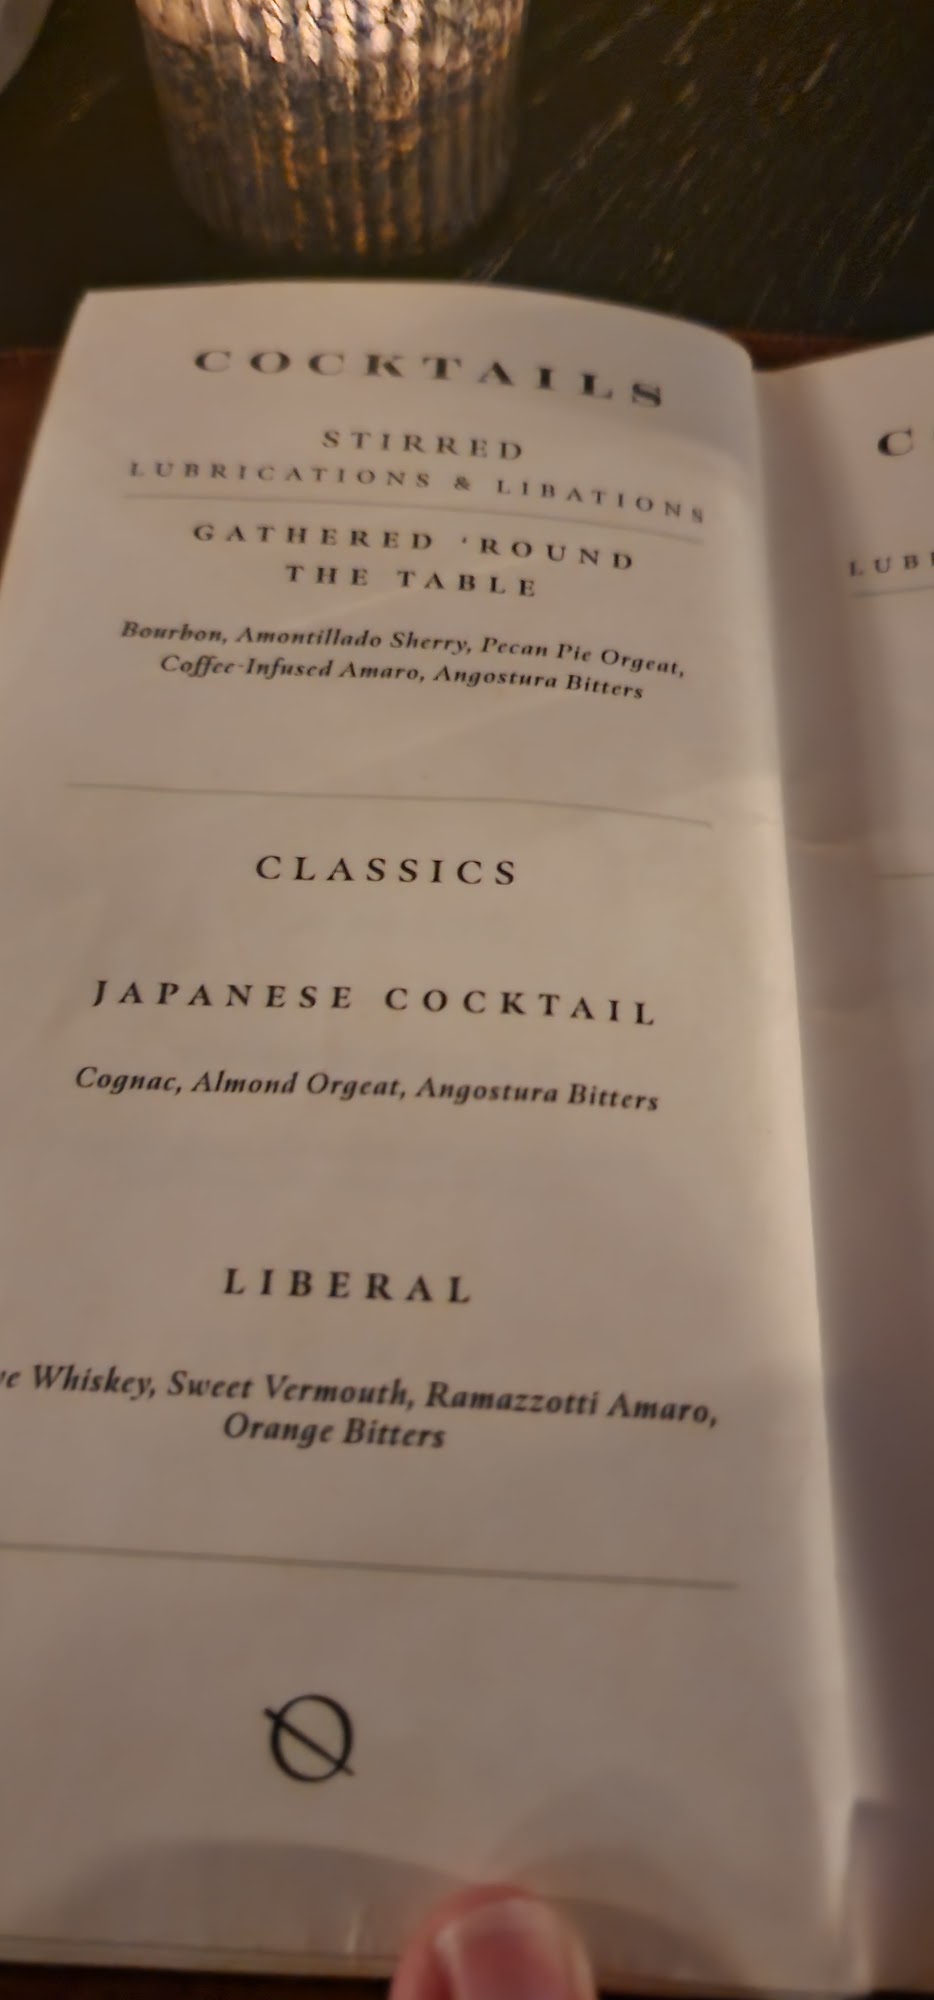 COCKTAILS
STIRRED
LUBRICATIONS & LIBATIONS
GATHERED 'ROUND
THE TABLE
Bourbon, Amontillado Sherry, Pecan Pie Orgeat,
Coffee-Infused Amaro, Angostura Bitters
CLASSICS
JAPANESE COCKTAIL
Cognac, Almond Orgeat, Angostura Bitters
LIBERAL
Whiskey, Sweet Vermouth, Ramazzotti Amaro,
Orange Bitters